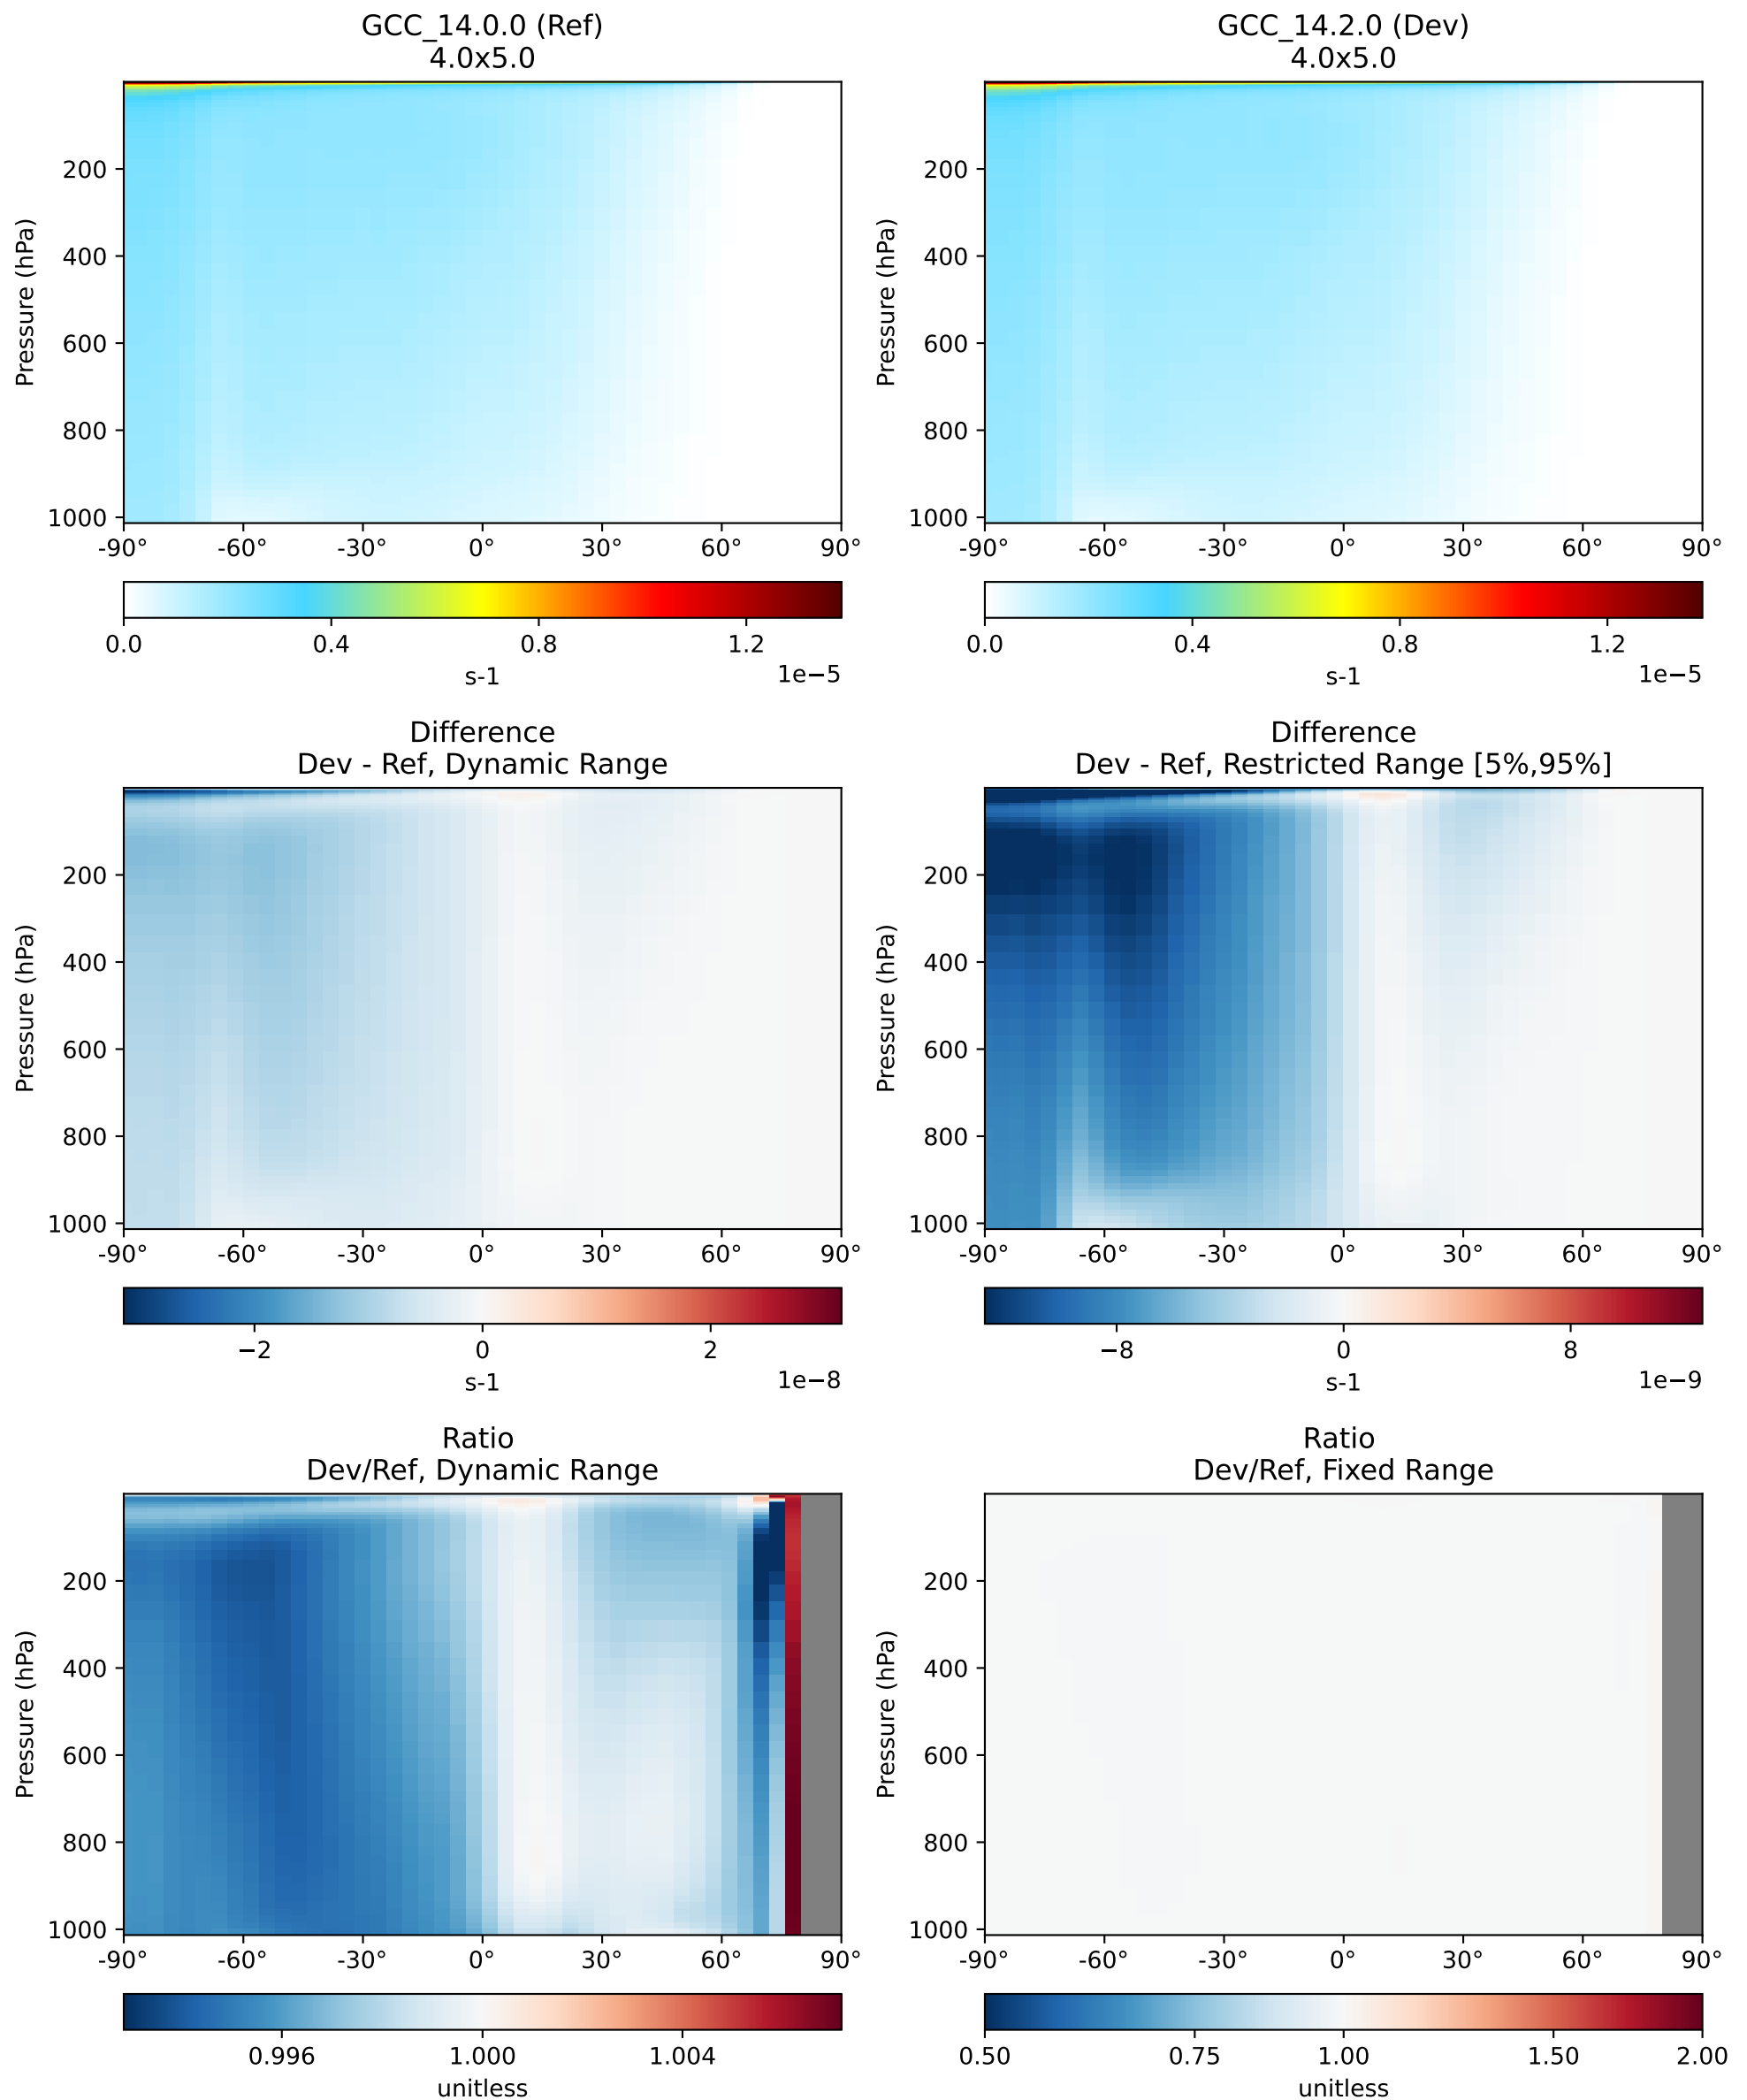 GCC_14.0.0 (Ref)
4.0x5.0
Pressure (hPa)
200
400
600
800
1000
-90° -60° -30° 0° 30° 60° 90°
0.0 0.4 0.8 1.2
s-1
1e−5
GCC_14.2.0 (Dev)
4.0x5.0
Pressure (hPa)
200
400
600
800
1000
-90° -60° -30° 0° 30° 60° 90°
0.0 0.4 0.8 1.2
s-1
1e−5
Difference
Dev - Ref, Dynamic Range
Pressure (hPa)
200
400
600
800
1000
-90° -60° -30° 0° 30° 60° 90°
−2 0 2
s-1
1e−8
Difference
Dev - Ref, Restricted Range [5%,95%]
Pressure (hPa)
200
400
600
800
1000
-90° -60° -30° 0° 30° 60° 90°
−8 0 8
s-1
1e−9
Ratio
Dev/Ref, Dynamic Range
Pressure (hPa)
200
400
600
800
1000
-90° -60° -30° 0° 30° 60° 90°
0.996 1.000 1.004
unitless
Ratio
Dev/Ref, Fixed Range
Pressure (hPa)
200
400
600
800
1000
-90° -60° -30° 0° 30° 60° 90°
0.50 0.75 1.00 1.50 2.00
unitless